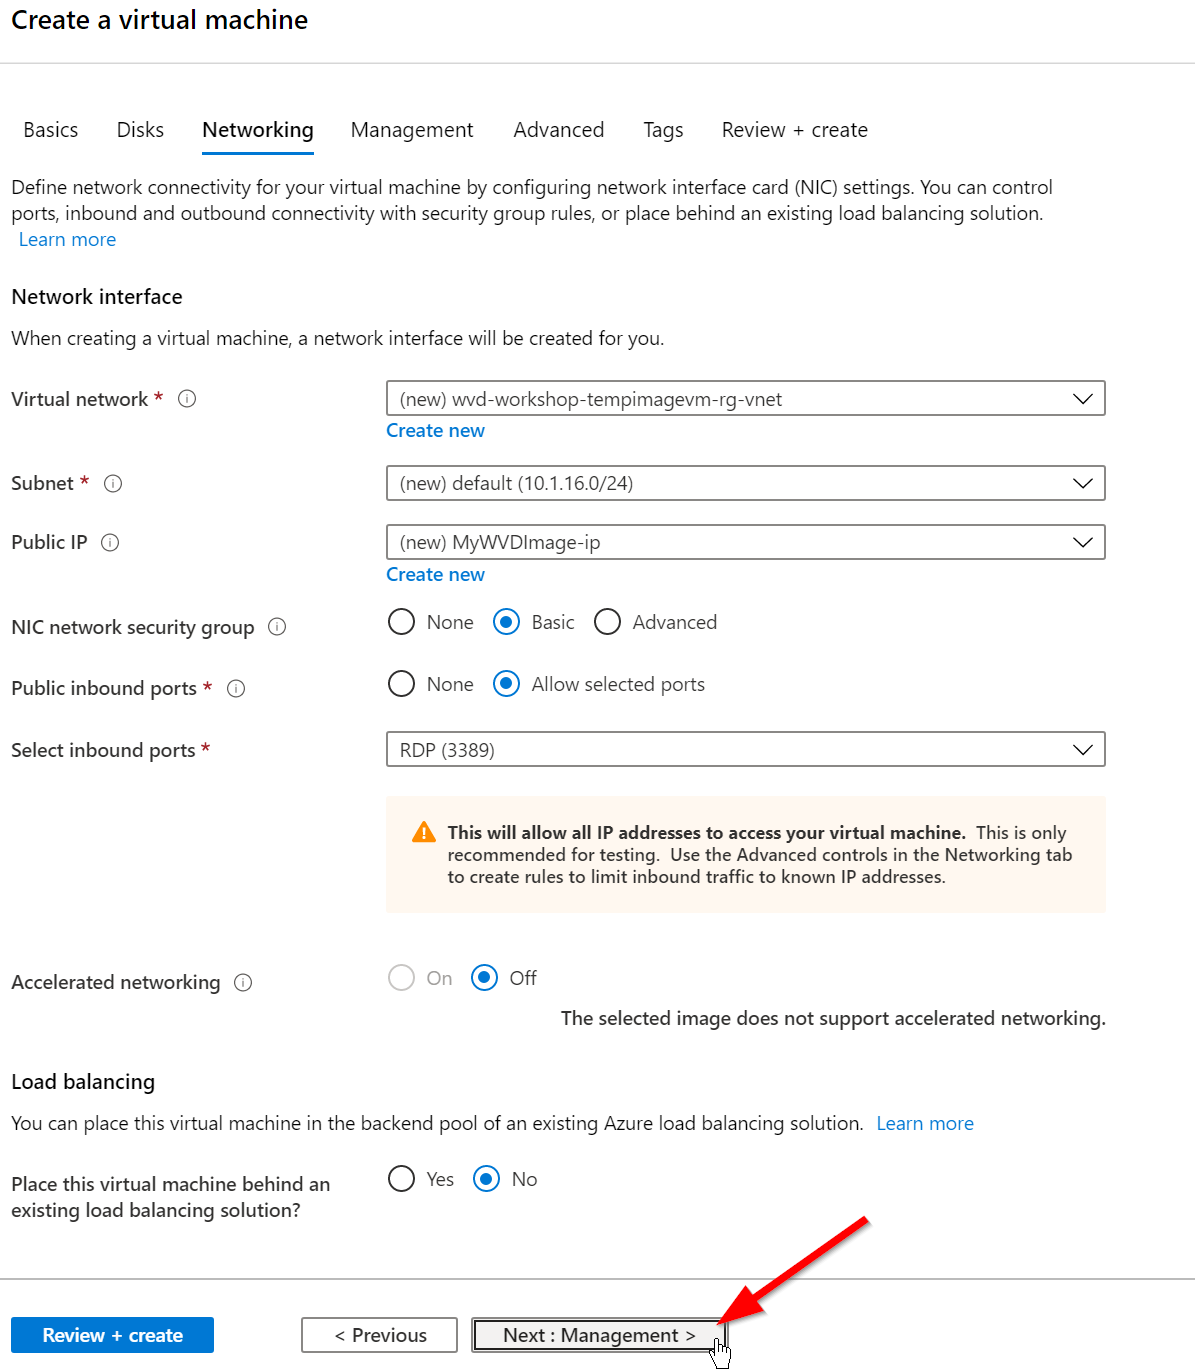 Create a virtual machine
Basics Disks Networking Management Advanced Tags Review + create
Define network connectivity for your virtual machine by configuring network interface card (NIC) settings. You can control
ports, inbound and outbound connectivity with security group rules, or place behind an existing load balancing solution.
Learn more
Network interface
When creating a virtual machine, a network interface will be created for you.
Virtual network * (new) wvd-workshop-tempimagevm-rg-vnet
Create new
Subnet * (new) default (10.1.16.0/24)
Public IP (new) MyWVDImage-ip
Create new
NIC network security group None Basic Advanced
Public inbound ports * None Allow selected ports
Select inbound ports * RDP (3389)
This will allow all IP addresses to access your virtual machine. This is only
recommended for testing. Use the Advanced controls in the Networking tab
to create rules to limit inbound traffic to known IP addresses.
Accelerated networking On Off
The selected image does not support accelerated networking.
Load balancing
You can place this virtual machine in the backend pool of an existing Azure load balancing solution. Learn more
Place this virtual machine behind an Yes No
existing load balancing solution?
Review + create < Previous Next : Management >